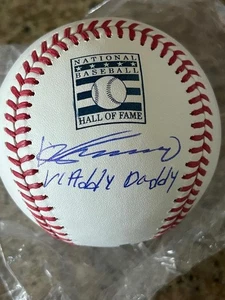 NATIONAL
BASEBALL
HALL OF FAME
Vladdy Daddy